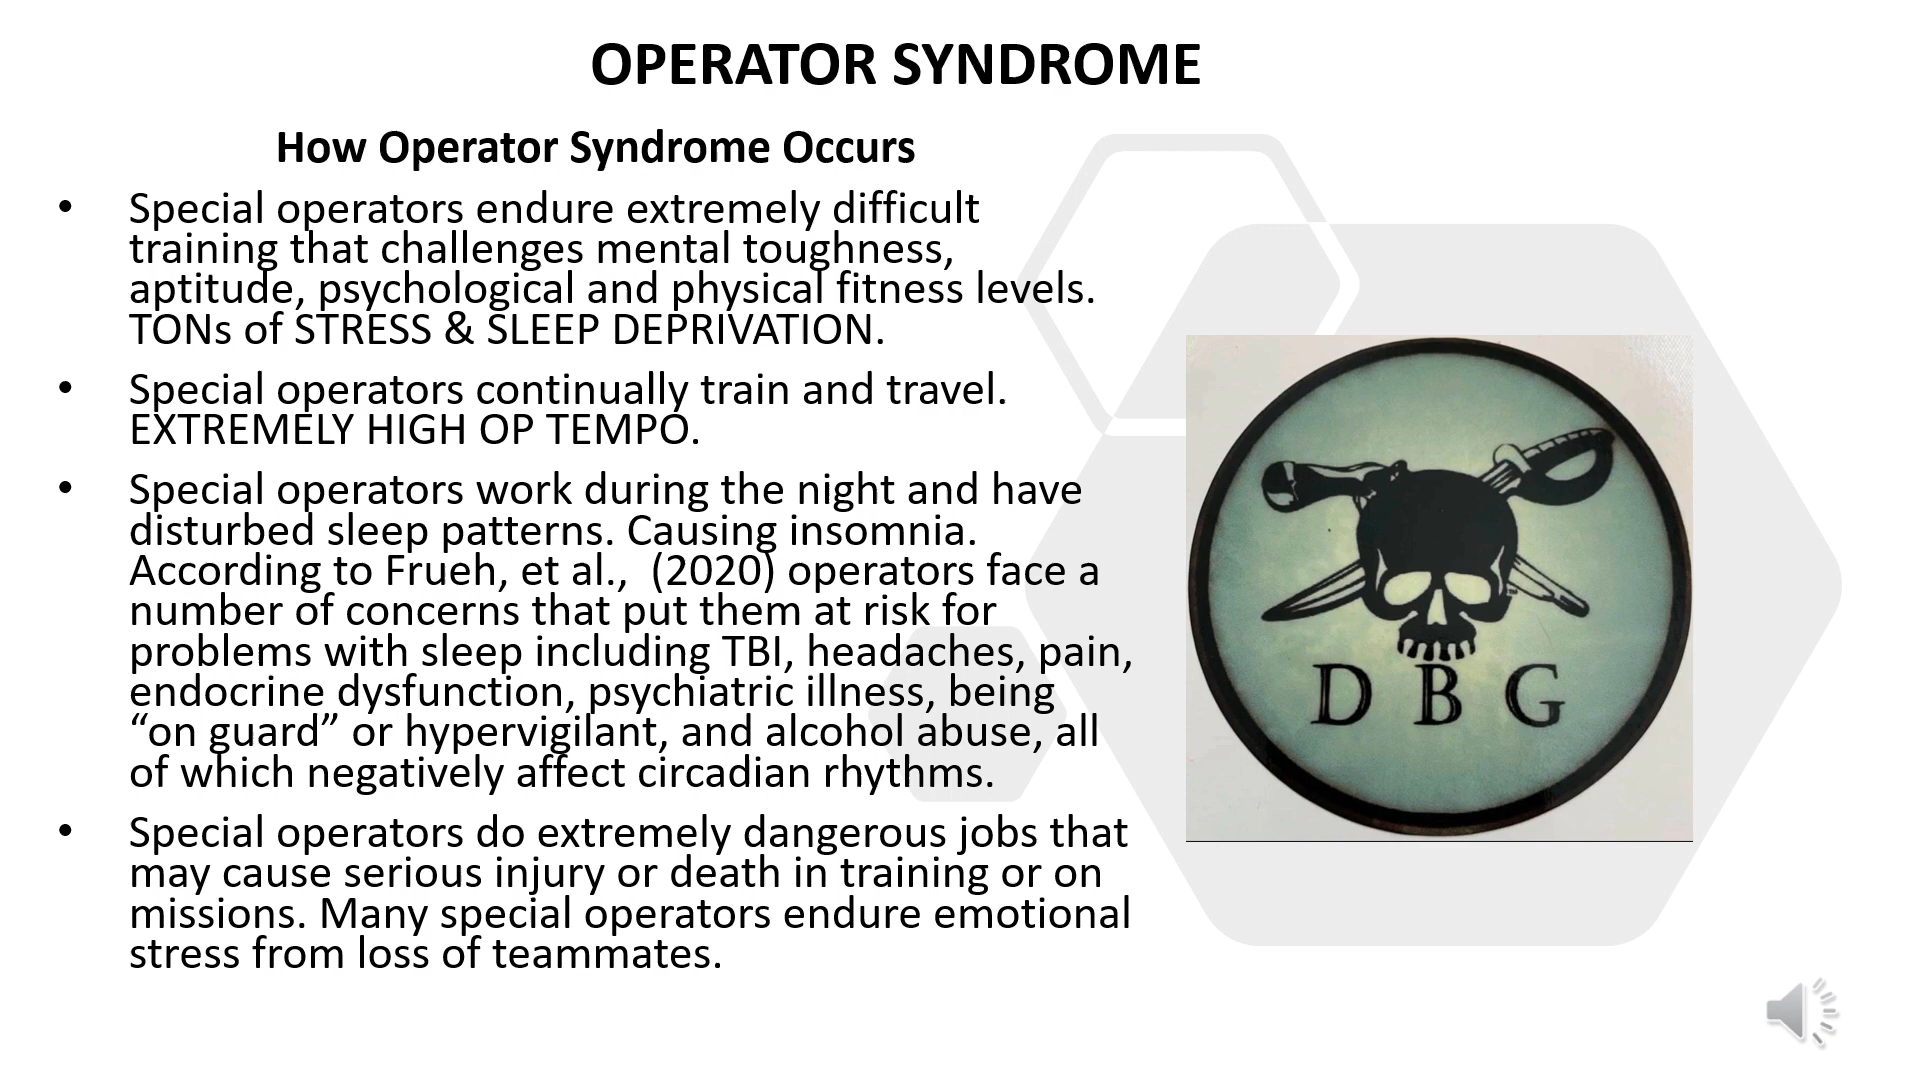 OPERATOR SYNDROME
How Operator Syndrome Occurs
• Special operators endure extremely difficult
training that challenges mental toughness,
aptitude, psychological and physical fitness levels.
TONs of STRESS & SLEEP DEPRIVATION.
• Special operators continually train and travel.
EXTREMELY HIGH OP TEMPO.
• Special operators work during the night and have
disturbed sleep patterns. Causing insomnia.
According to Frueh, et al.,  (2020) operators face a
number of concerns that put them at risk for
problems with sleep including TBI, headaches, pain,
endocrine dysfunction, psychiatric illness, being
“on guard” or hypervigilant, and alcohol abuse, all
of which negatively affect circadian rhythms.
• Special operators do extremely dangerous jobs that
may cause serious injury or death in training or on
missions. Many special operators endure emotional
stress from loss of teammates.
D B G